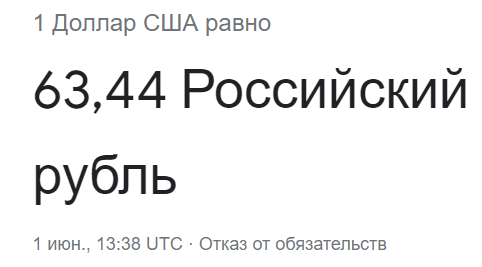 1 Доллар США равно
63,44 Российский
рубль
1 июн., 13:38 UTC · Отказ от обязательств